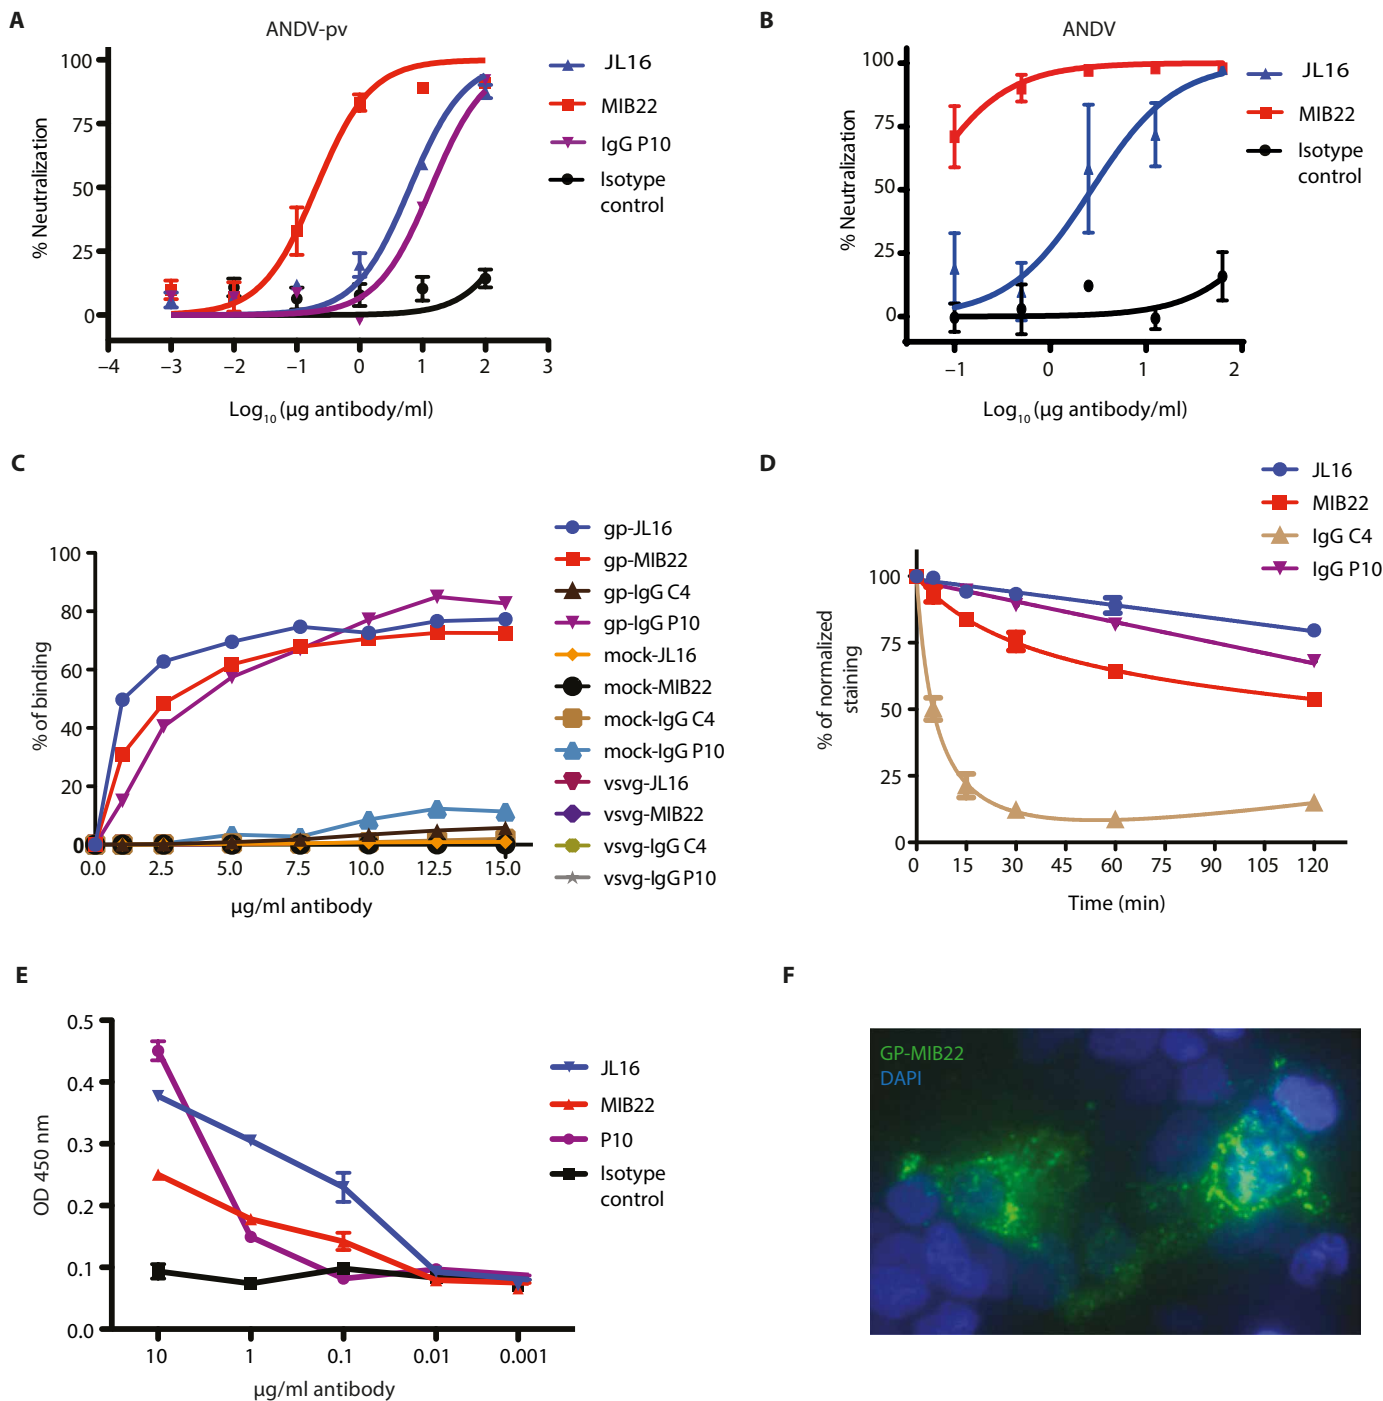 A
ANDV-pv
% Neutralization
100
75
50
25
0
–4 –3 –2 –1 0 1 2 3
Log10 (μg antibody/ml)
JL16
MIB22
IgG P10
Isotype
control
B
ANDV
% Neutralization
100
75
50
25
0
–1 0 1 2
Log10 (μg antibody/ml)
JL16
MIB22
Isotype
control
C
% of binding
100
80
60
40
20
0
0.0 2.5 5.0 7.5 10.0 12.5 15.0
μg/ml antibody
gp-JL16
gp-MIB22
gp-IgG C4
gp-IgG P10
mock-JL16
mock-MIB22
mock-IgG C4
mock-IgG P10
vsvg-JL16
vsvg-MIB22
vsvg-IgG C4
vsvg-IgG P10
D
% of normalized
staining
100
75
50
25
0
0 15 30 45 60 75 90 105 120
Time (min)
JL16
MIB22
IgG C4
IgG P10
E
OD 450 nm
0.5
0.4
0.3
0.2
0.1
0.0
10 1 0.1 0.01 0.001
μg/ml antibody
JL16
MIB22
P10
Isotype
control
F
GP-MIB22
DAPI